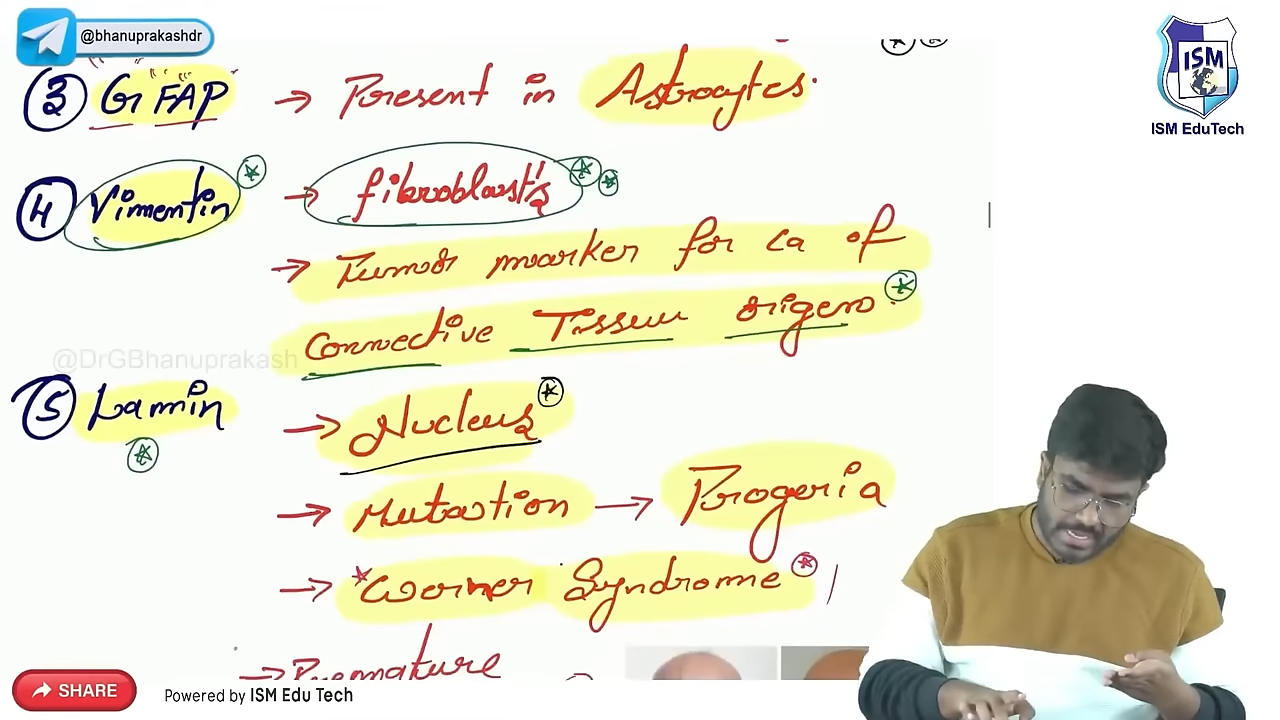 @bhanuprakashdr
ISM
ISM EduTech
3 GFAP → Present in Astrocytes.
4 Vimentin → fibroblasts
→ Tumor marker for ca of
Connective Tissue origen.
@DrGBhanuprakash
5 Lamin → Nucleus
→ Mutation → Progeria
→ *Werner Syndrome
→ Premature
SHARE
Powered by ISM Edu Tech